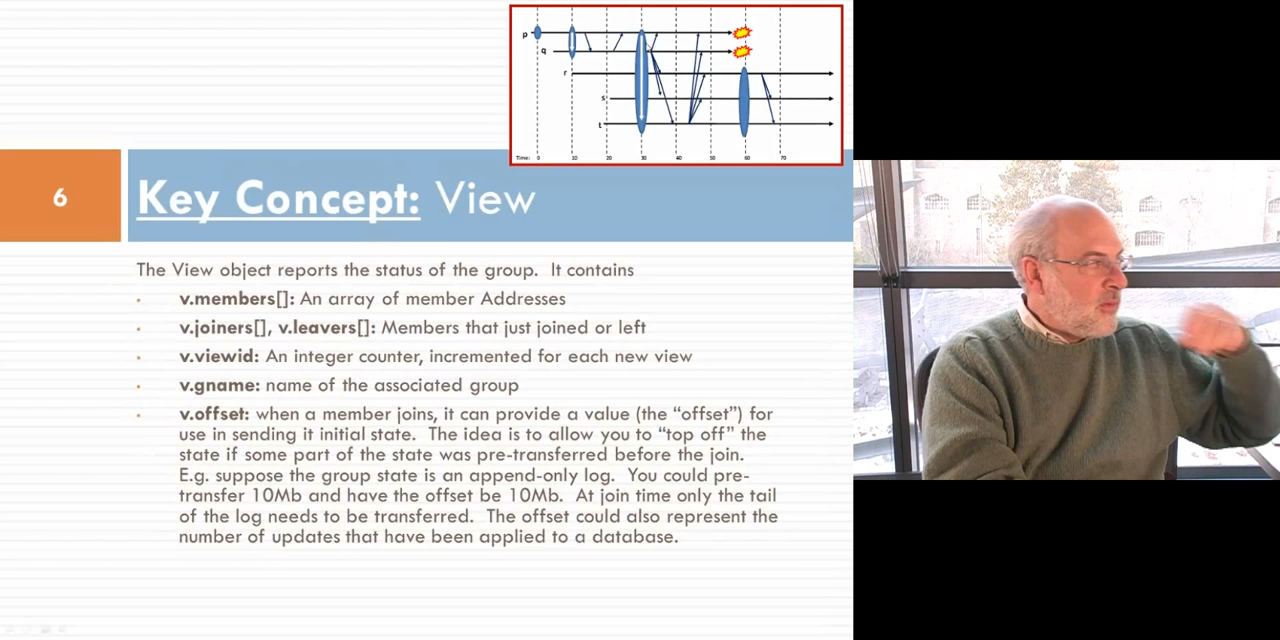 p
q
r
s
t
Time: 0 10 20 30 40 50 60 70
6
Key Concept: View
The View object reports the status of the group. It contains
v.members[]: An array of member Addresses
v.joiners[], v.leavers[]: Members that just joined or left
v.viewid: An integer counter, incremented for each new view
v.gname: name of the associated group
v.offset: when a member joins, it can provide a value (the “offset”) for
use in sending it initial state. The idea is to allow you to “top off” the
state if some part of the state was pre-transferred before the join.
E.g. suppose the group state is an append-only log. You could pre-
transfer 10Mb and have the offset be 10Mb. At join time only the tail
of the log needs to be transferred. The offset could also represent the
number of updates that have been applied to a database.